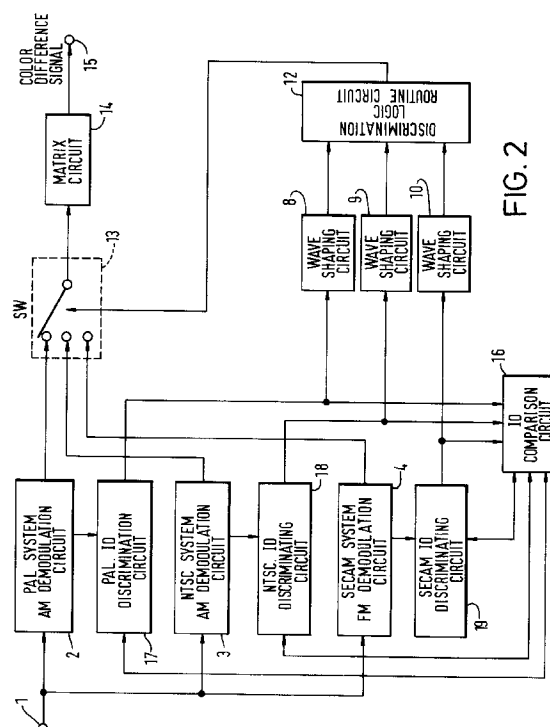 1
PAL SYSTEM
AM DEMODULATION
CIRCUIT
2
PAL ID
DISCRIMINATION
CIRCUIT
17
NTSC SYSTEM
AM DEMODULATION
CIRCUIT
3
NTSC. ID
DISCRIMINATING
CIRCUIT
18
SECAM SYSTEM
FM DEMODULATION
CIRCUIT
4
SECAM ID
DISCRIMINATING
CIRCUIT
19
SW
13
MATRIX
CIRCUIT
14
COLOR
DIFFERENCE
SIGNAL
15
WAVE
SHAPING
CIRCUIT
8
WAVE
SHAPING
CIRCUIT
9
WAVE
SHAPING
CIRCUIT
10
DISCRIMINATION
LOGIC
ROUTINE CIRCUIT
12
ID
COMPARISON
CIRCUIT
16
FIG. 2